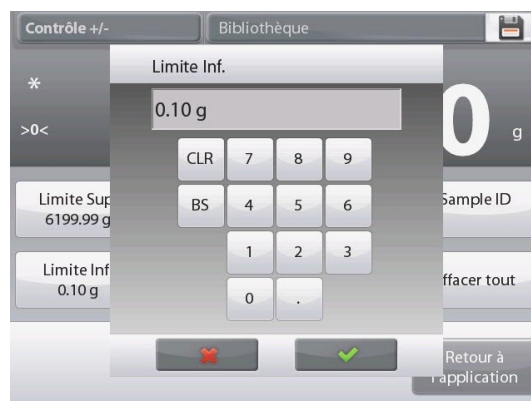 Contrôle +/-
Bibliothèque
Limite Inf.
0.10 g
*
>0<
0
g
CLR 7 8 9
BS 4 5 6
1 2 3
0 .
Limite Sup
6199.99 g
Sample ID
Limite Inf
0.10 g
ffacer tout
Retour à
l'application